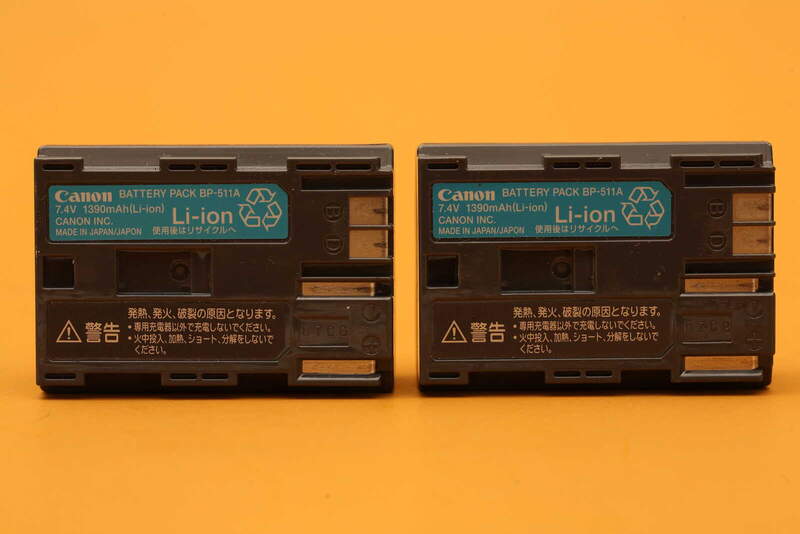 Canon BATTERY PACK BP-511A
7.4V 1390mAh(Li-ion)
CANON INC. Li-ion
MADE IN JAPAN/JAPON 使用後はリサイクルへ
B D
警告
発熱、発火、破裂の原因となります。
・専用充電器以外で充電しないでください。
・火中投入、加熱、ショート、分解をしないで
ください。
+
−
Canon BATTERY PACK BP-511A
7.4V 1390mAh(Li-ion)
CANON INC. Li-ion
MADE IN JAPAN/JAPON 使用後はリサイクルへ
B D
警告
発熱、発火、破裂の原因となります。
・専用充電器以外で充電しないでください。
・火中投入、加熱、ショート、分解をしないで
ください。
+
−